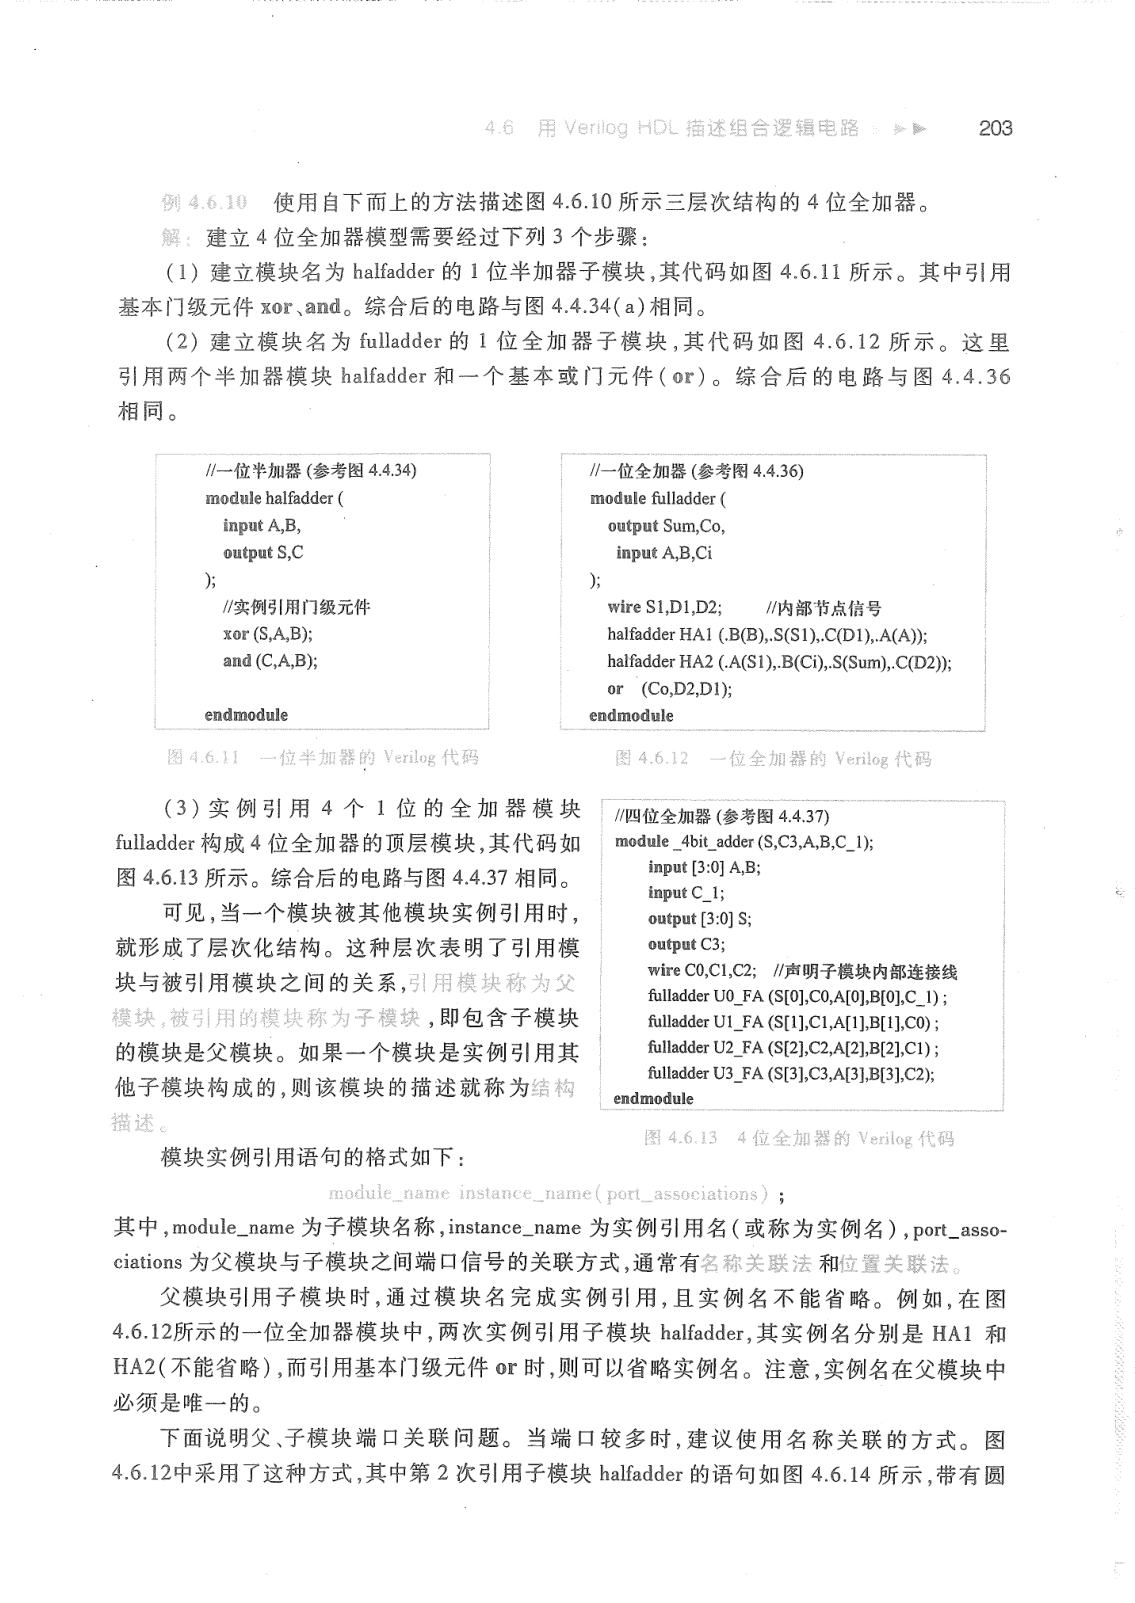 4.6 用 Verilog HDL 描述组合逻辑电路 203
例 4.6.10 使用自下而上的方法描述图 4.6.10 所示三层次结构的 4 位全加器。
解：建立 4 位全加器模型需要经过下列 3 个步骤：
(1) 建立模块名为 halfadder 的 1 位半加器子模块,其代码如图 4.6.11 所示。其中引用
基本门级元件 xor、and。综合后的电路与图 4.4.34(a)相同。
(2) 建立模块名为 fulladder 的 1 位全加器子模块,其代码如图 4.6.12 所示。这里
引用两个半加器模块 halfadder 和一个基本或门元件(or)。综合后的电路与图 4.4.36
相同。
//一位半加器 (参考图 4.4.34)
module halfadder (
input A,B,
output S,C
);
//实例引用门级元件
xor (S,A,B);
and (C,A,B);
endmodule
图 4.6.11 一位半加器的 Verilog 代码
//一位全加器 (参考图 4.4.36)
module fulladder (
output Sum,Co,
input A,B,Ci
);
wire S1,D1,D2; //内部节点信号
halfadder HA1 (.B(B),.S(S1),.C(D1),.A(A));
halfadder HA2 (.A(S1),.B(Ci),.S(Sum),.C(D2));
or (Co,D2,D1);
endmodule
图 4.6.12 一位全加器的 Verilog 代码
(3) 实例引用 4 个 1 位的全加器模块
fulladder 构成 4 位全加器的顶层模块,其代码如
图 4.6.13 所示。综合后的电路与图 4.4.37 相同。
可见,当一个模块被其他模块实例引用时,
就形成了层次化结构。这种层次表明了引用模
块与被引用模块之间的关系,引用模块称为父
模块,被引用的模块称为子模块,即包含子模块
的模块是父模块。如果一个模块是实例引用其
他子模块构成的,则该模块的描述就称为结构
描述。
//四位全加器 (参考图 4.4.37)
module _4bit_adder (S,C3,A,B,C_1);
input [3:0] A,B;
input C_1;
output [3:0] S;
output C3;
wire C0,C1,C2; //声明子模块内部连接线
fulladder U0_FA (S[0],C0,A[0],B[0],C_1) ;
fulladder U1_FA (S[1],C1,A[1],B[1],C0) ;
fulladder U2_FA (S[2],C2,A[2],B[2],C1) ;
fulladder U3_FA (S[3],C3,A[3],B[3],C2);
endmodule
图 4.6.13 4 位全加器的 Verilog 代码
模块实例引用语句的格式如下：
module_name instance_name(port_associations) ;
其中,module_name 为子模块名称,instance_name 为实例引用名(或称为实例名),port_asso-
ciations 为父模块与子模块之间端口信号的关联方式,通常有名称关联法和位置关联法。
父模块引用子模块时,通过模块名完成实例引用,且实例名不能省略。例如,在图
4.6.12所示的一位全加器模块中,两次实例引用子模块 halfadder,其实例名分别是 HA1 和
HA2(不能省略),而引用基本门级元件 or 时,则可以省略实例名。注意,实例名在父模块中
必须是唯一的。
下面说明父、子模块端口关联问题。当端口较多时,建议使用名称关联的方式。图
4.6.12中采用了这种方式,其中第 2 次引用子模块 halfadder 的语句如图 4.6.14 所示,带有圆